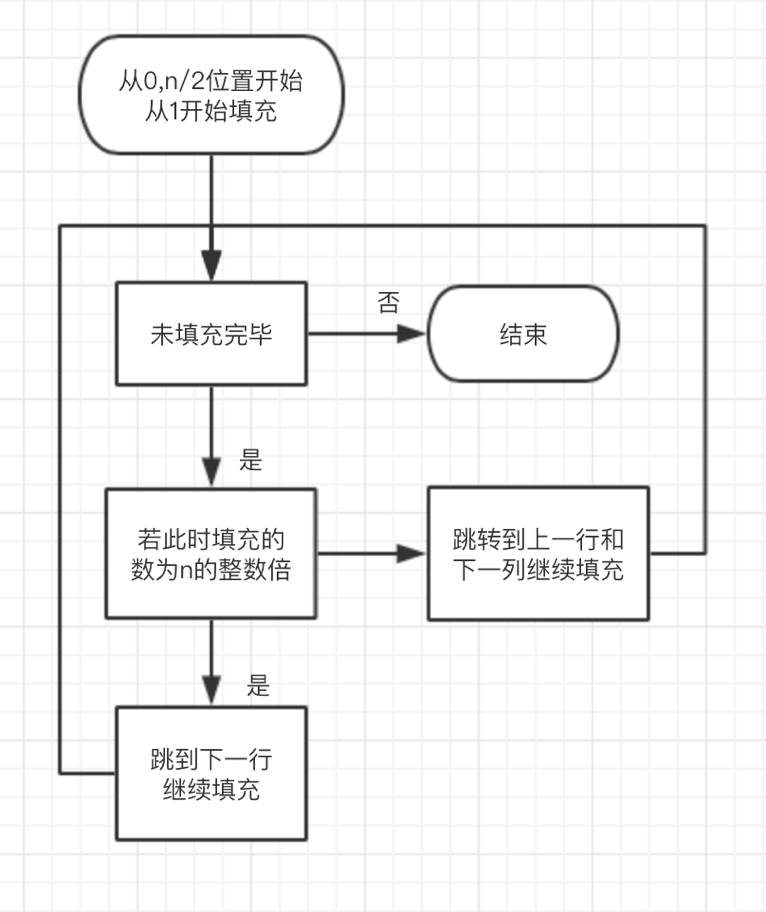 从0,n/2位置开始
从1开始填充
未填充完毕
否
结束
是
若此时填充的
数为n的整数倍
跳转到上一行和
下一列继续填充
是
跳到下一行
继续填充